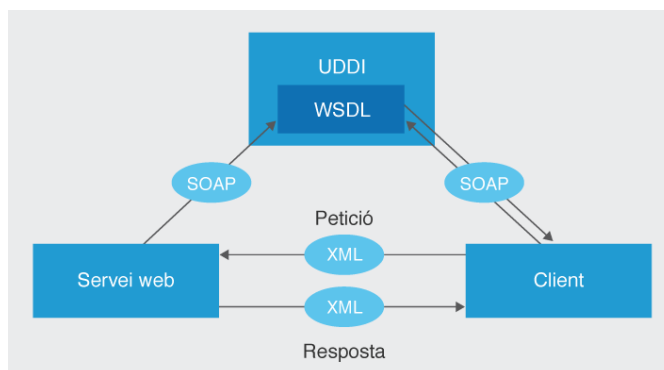 UDDI
WSDL
SOAP
SOAP
Petició
XML
Servei web
Client
XML
Resposta